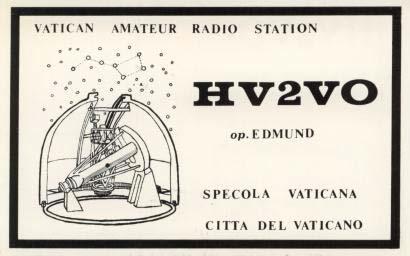 VATICAN AMATEUR RADIO STATION
HV2VO
op. EDMUND
SPECOLA VATICANA
CITTA DEL VATICANO